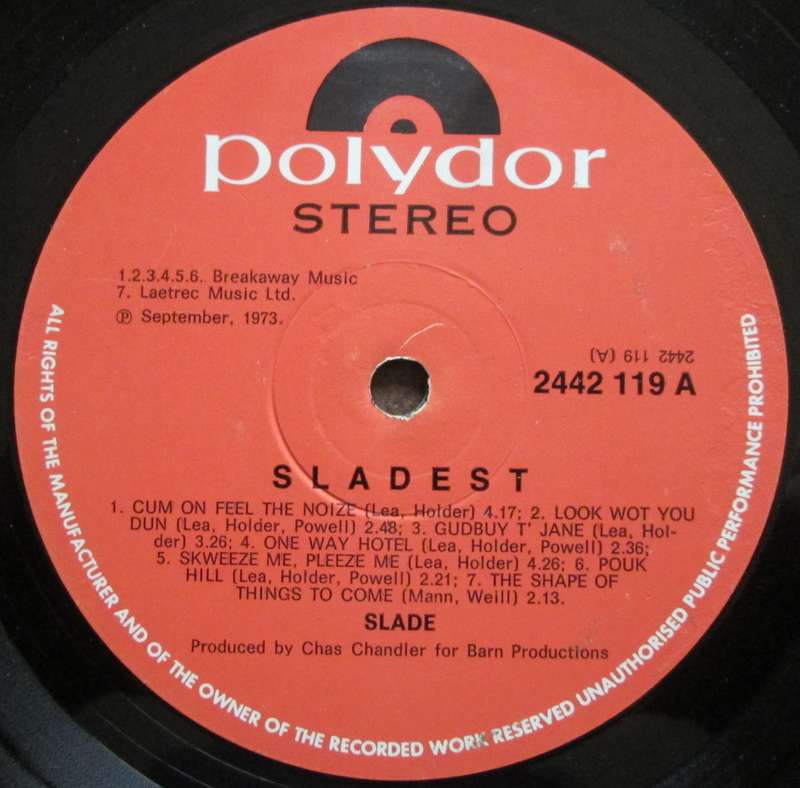 polydor
STEREO
1.2.3.4.5.6. Breakaway Music
7. Laetrec Music Ltd.
℗ September, 1973.
2442 119 (A)
2442 119 A
SLADEST
1. CUM ON FEEL THE NOIZE (Lea, Holder) 4.17; 2. LOOK WOT YOU
DUN (Lea, Holder, Powell) 2.48; 3. GUDBUY T' JANE (Lea, Hol-
der) 3.26; 4. ONE WAY HOTEL (Lea, Holder, Powell) 2.36;
5. SKWEEZE ME, PLEEZE ME (Lea, Holder) 4.26; 6. POUK
HILL (Lea, Holder, Powell) 2.21; 7. THE SHAPE OF
THINGS TO COME (Mann, Weill) 2.13.
SLADE
Produced by Chas Chandler for Barn Productions
ALL RIGHTS OF THE MANUFACTURER AND OF THE OWNER OF THE RECORDED WORK RESERVED UNAUTHORISED PUBLIC PERFORMANCE PROHIBITED